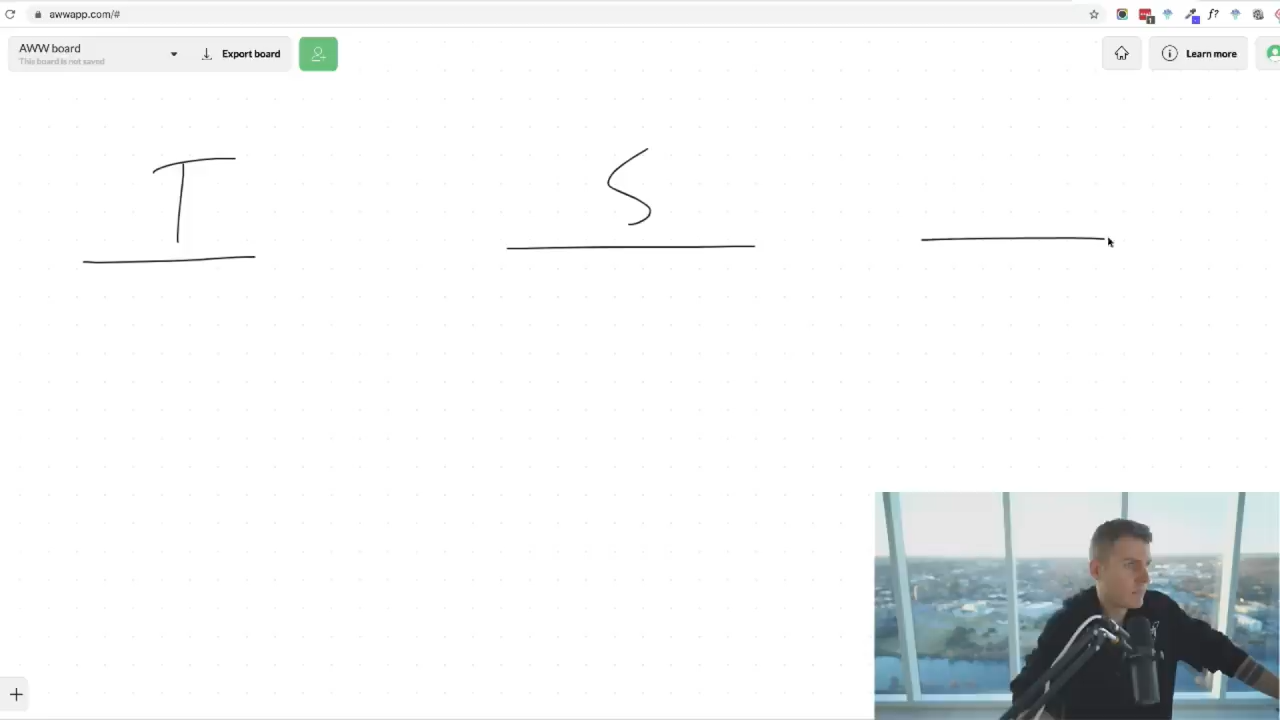 awwapp.com/#
AWW board
This board is not saved
Export board
Learn more
T S